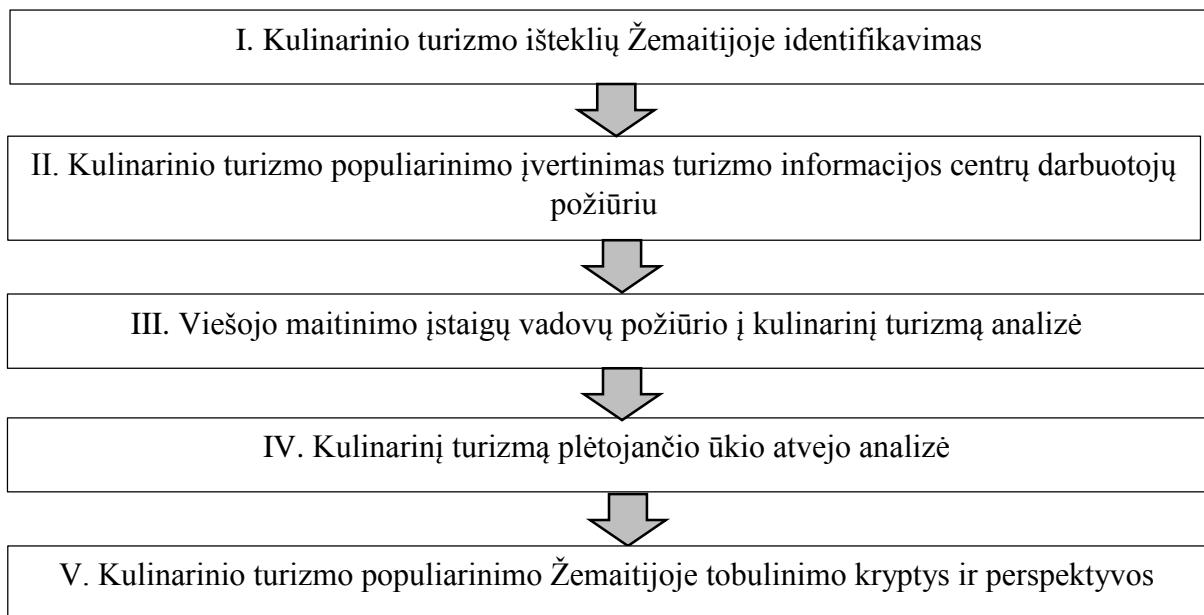 I. Kulinarinio turizmo išteklių Žemaitijoje identifikavimas
II. Kulinarinio turizmo populiarinimo įvertinimas turizmo informacijos centrų darbuotojų
požiūriu
III. Viešojo maitinimo įstaigų vadovų požiūrio į kulinarinį turizmą analizė
IV. Kulinarinį turizmą plėtojančio ūkio atvejo analizė
V. Kulinarinio turizmo populiarinimo Žemaitijoje tobulinimo kryptys ir perspektyvos